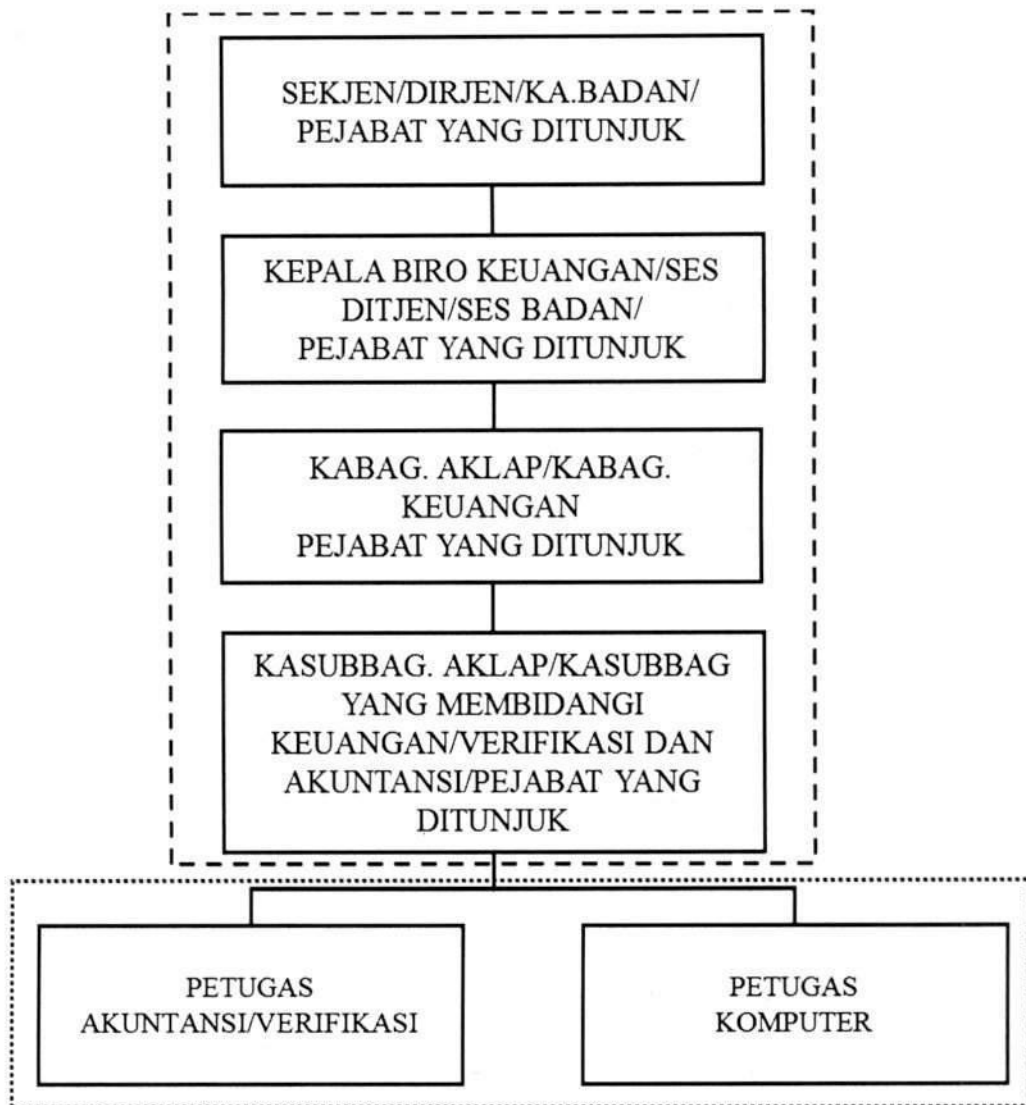 SEKJEN/DIRJEN/KA.BADAN/
PEJABAT YANG DITUNJUK
KEPALA BIRO KEUANGAN/SES
DITJEN/SES BADAN/
PEJABAT YANG DITUNJUK
KABAG. AKLAP/KABAG.
KEUANGAN
PEJABAT YANG DITUNJUK
KASUBBAG. AKLAP/KASUBBAG
YANG MEMBIDANGI
KEUANGAN/VERIFIKASI DAN
AKUNTANSI/PEJABAT YANG
DITUNJUK
PETUGAS
AKUNTANSI/VERIFIKASI
PETUGAS
KOMPUTER